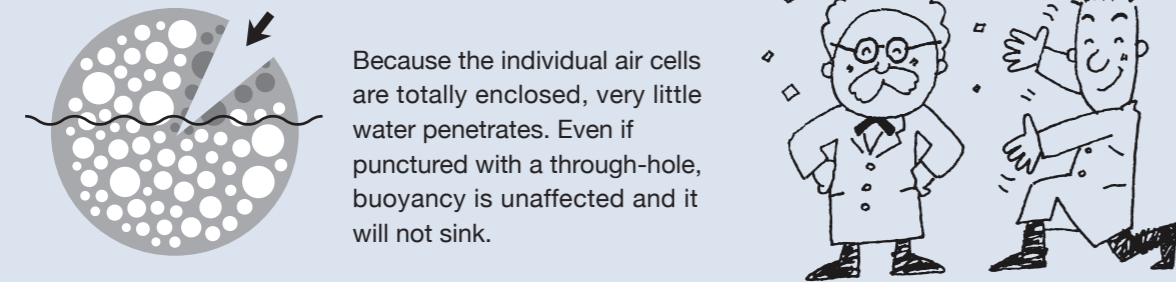 Because the individual air cells
are totally enclosed, very little
water penetrates. Even if
punctured with a through-hole,
buoyancy is unaffected and it
will not sink.